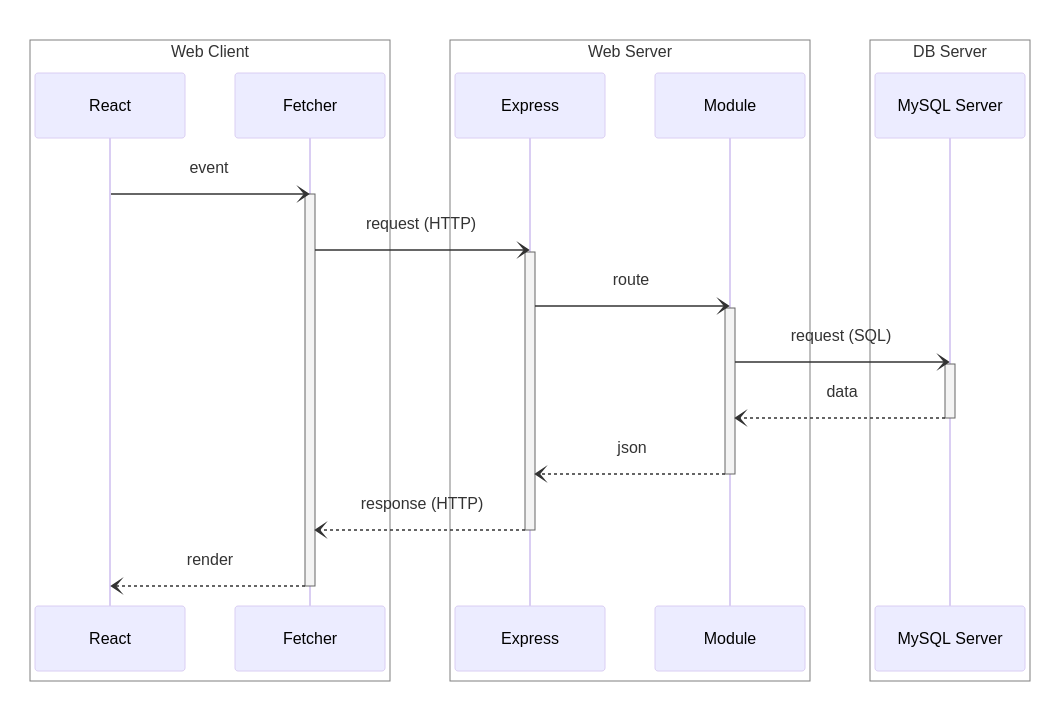 Web Client
Web Server
DB Server
React
Fetcher
Express
Module
MySQL Server
event
request (HTTP)
route
request (SQL)
data
json
response (HTTP)
render
React
Fetcher
Express
Module
MySQL Server